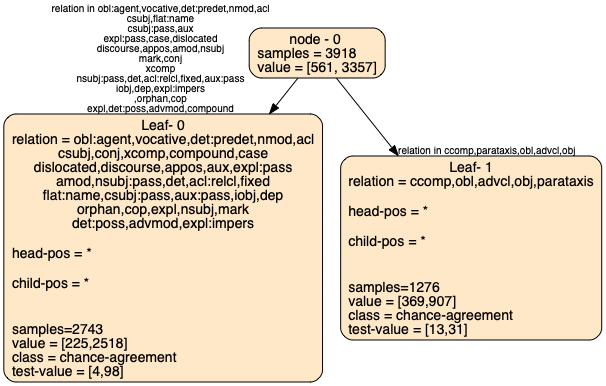 relation in obl:agent,vocative,det:predet,nmod,acl
csubj,flat:name
csubj:pass,aux
expl:pass,case,dislocated
discourse,appos,amod,nsubj
mark,conj
xcomp
nsubj:pass,det,acl:relcl,fixed,aux:pass
iobj,dep,expl:impers
,orphan,cop
expl,det:poss,advmod,compound
node - 0
samples = 3918
value = [561, 3357]
Leaf- 0
relation = obl:agent,vocative,det:predet,nmod,acl
csubj,conj,xcomp,compound,case
dislocated,discourse,appos,aux,expl:pass
amod,nsubj:pass,det,acl:relcl,fixed
flat:name,csubj:pass,aux:pass,iobj,dep
orphan,cop,expl,nsubj,mark
det:poss,advmod,expl:impers
head-pos = *
child-pos = *
samples=2743
value = [225,2518]
class = chance-agreement
test-value = [4,98]
relation in ccomp,parataxis,obl,advcl,obj
Leaf- 1
relation = ccomp,obl,advcl,obj,parataxis
head-pos = *
child-pos = *
samples=1276
value = [369,907]
class = chance-agreement
test-value = [13,31]